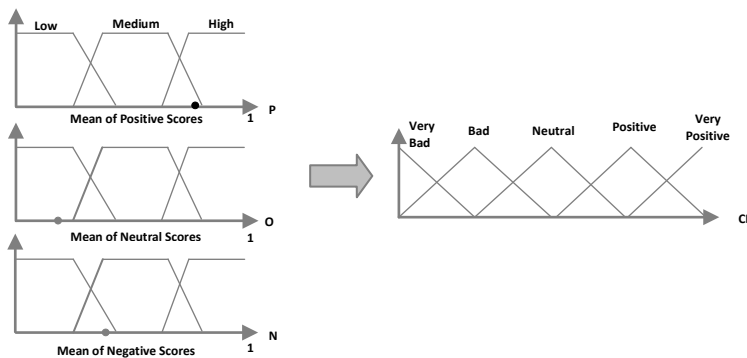 Low Medium High
Mean of Positive Scores 1 P
Mean of Neutral Scores 1 O
Mean of Negative Scores 1 N
Very Bad Bad Neutral Positive Very Positive